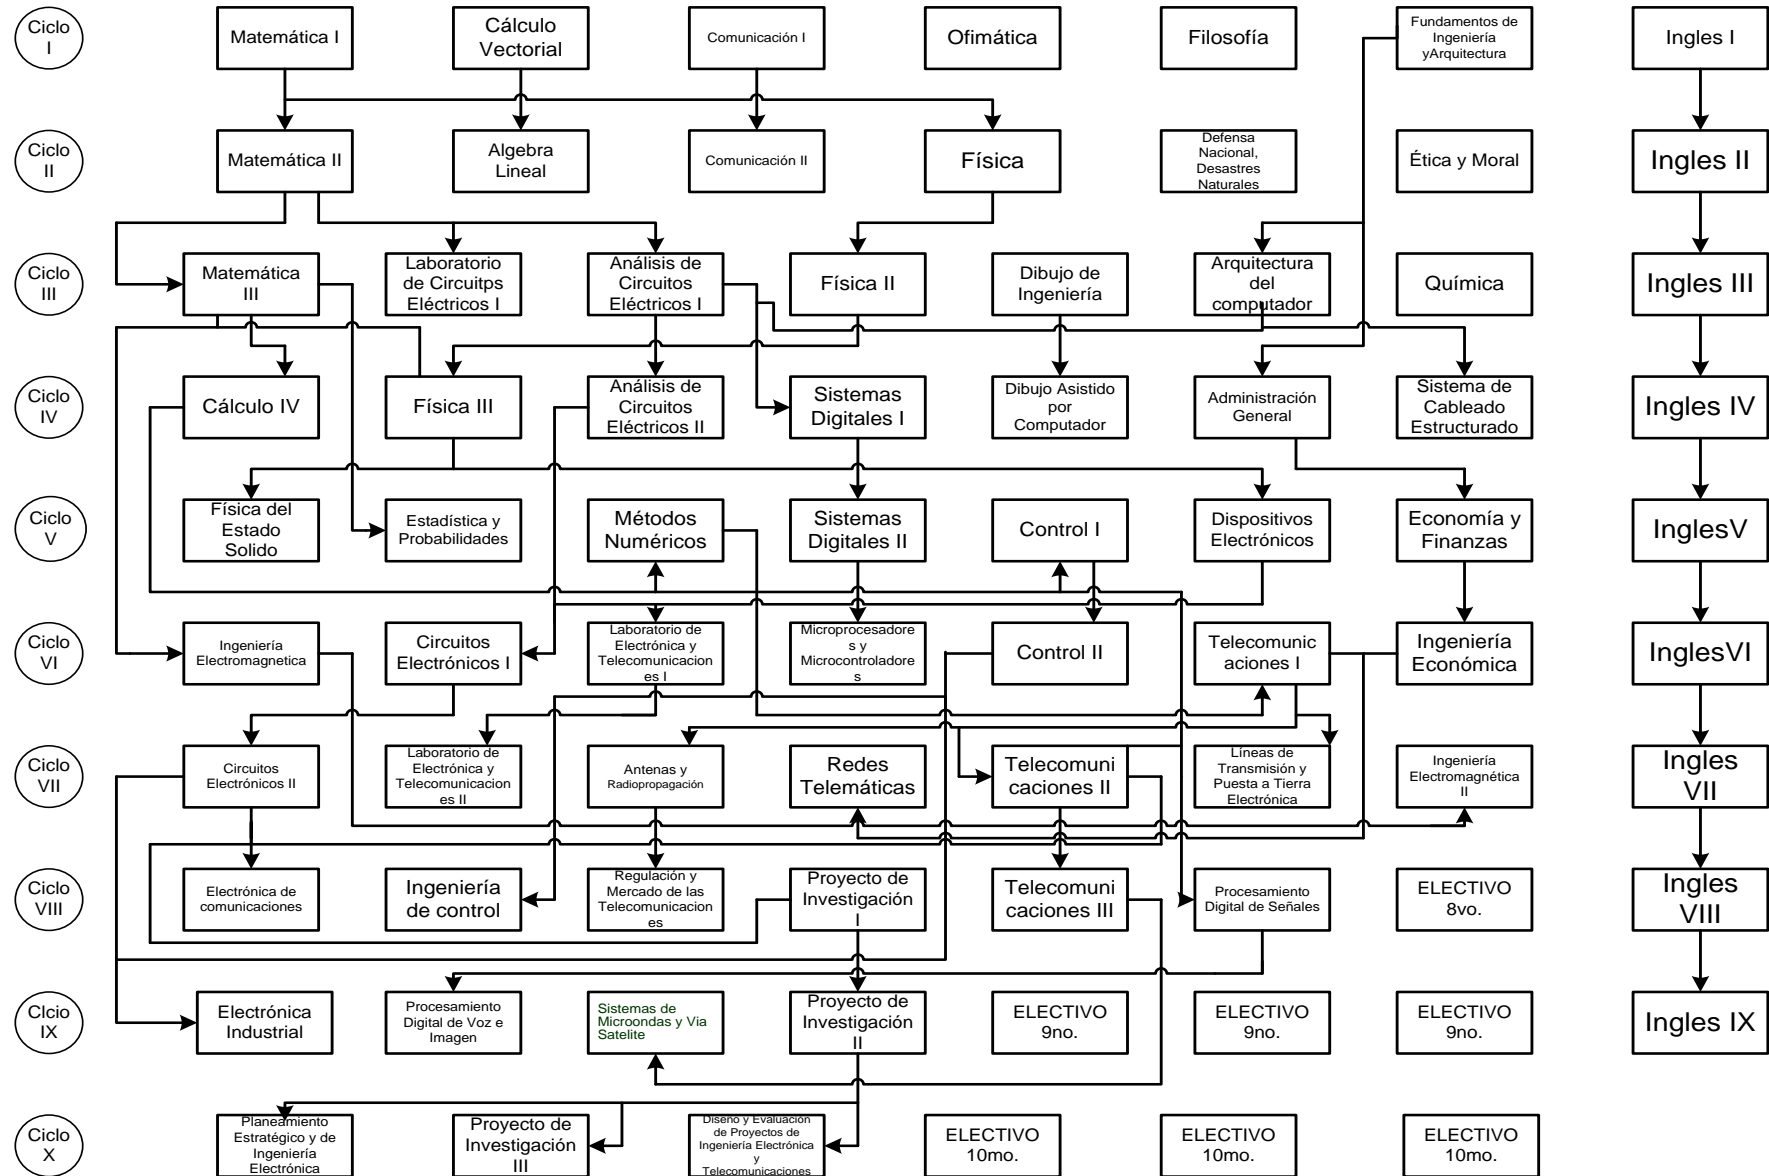 Ciclo
I
Matemática I
Cálculo
Vectorial
Comunicación I
Ofimática
Filosofía
Fundamentos de
Ingeniería
yArquitectura
Ingles I
Ciclo
II
Matemática II
Algebra
Lineal
Comunicación II
Física
Defensa
Nacional,
Desastres
Naturales
Ética y Moral
Ingles II
Ciclo
III
Matemática
III
Laboratorio
de Circuitps
Eléctricos I
Análisis de
Circuitos
Eléctricos I
Física II
Dibujo de
Ingeniería
Arquitectura
del
computador
Química
Ingles III
Ciclo
IV
Cálculo IV
Física III
Análisis de
Circuitos
Eléctricos II
Sistemas
Digitales I
Dibujo Asistido
por
Computador
Administración
General
Sistema de
Cableado
Estructurado
Ingles IV
Ciclo
V
Física del
Estado
Solido
Estadística y
Probabilidades
Métodos
Numéricos
Sistemas
Digitales II
Control I
Dispositivos
Electrónicos
Economía y
Finanzas
InglesV
Ciclo
VI
Ingeniería
Electromagnetica
Circuitos
Electrónicos I
Laboratorio de
Electrónica y
Telecomunicacion
es I
Microprocesadore
s y
Microcontroladore
s
Control II
Telecomunic
aciones I
Ingeniería
Económica
InglesVI
Ciclo
VII
Circuitos
Electrónicos II
Laboratorio de
Electrónica y
Telecomunicacion
es II
Antenas y
Radiopropagación
Redes
Telemáticas
Telecomuni
caciones II
Líneas de
Transmisión y
Puesta a Tierra
Electrónica
Ingeniería
Electromagnética
II
Ingles
VII
Ciclo
VIII
Electrónica de
comunicaciones
Ingeniería
de control
Regulación y
Mercado de las
Telecomunicacion
es
Proyecto de
Investigación
I
Telecomuni
caciones III
Procesamiento
Digital de Señales
ELECTIVO
8vo.
Ingles
VIII
CIcio
IX
Electrónica
Industrial
Procesamiento
Digital de Voz e
Imagen
Sistemas de
Microondas y Via
Satelite
Proyecto de
Investigación
II
ELECTIVO
9no.
ELECTIVO
9no.
ELECTIVO
9no.
Ingles IX
Ciclo
X
Planeamiento
Estratégico y de
Ingeniería
Electrónica
Proyecto de
Investigación
III
Diseño y Evaluación
de Proyectos de
Ingeniería Electrónica
y
Telecomunicaciones
ELECTIVO
10mo.
ELECTIVO
10mo.
ELECTIVO
10mo.